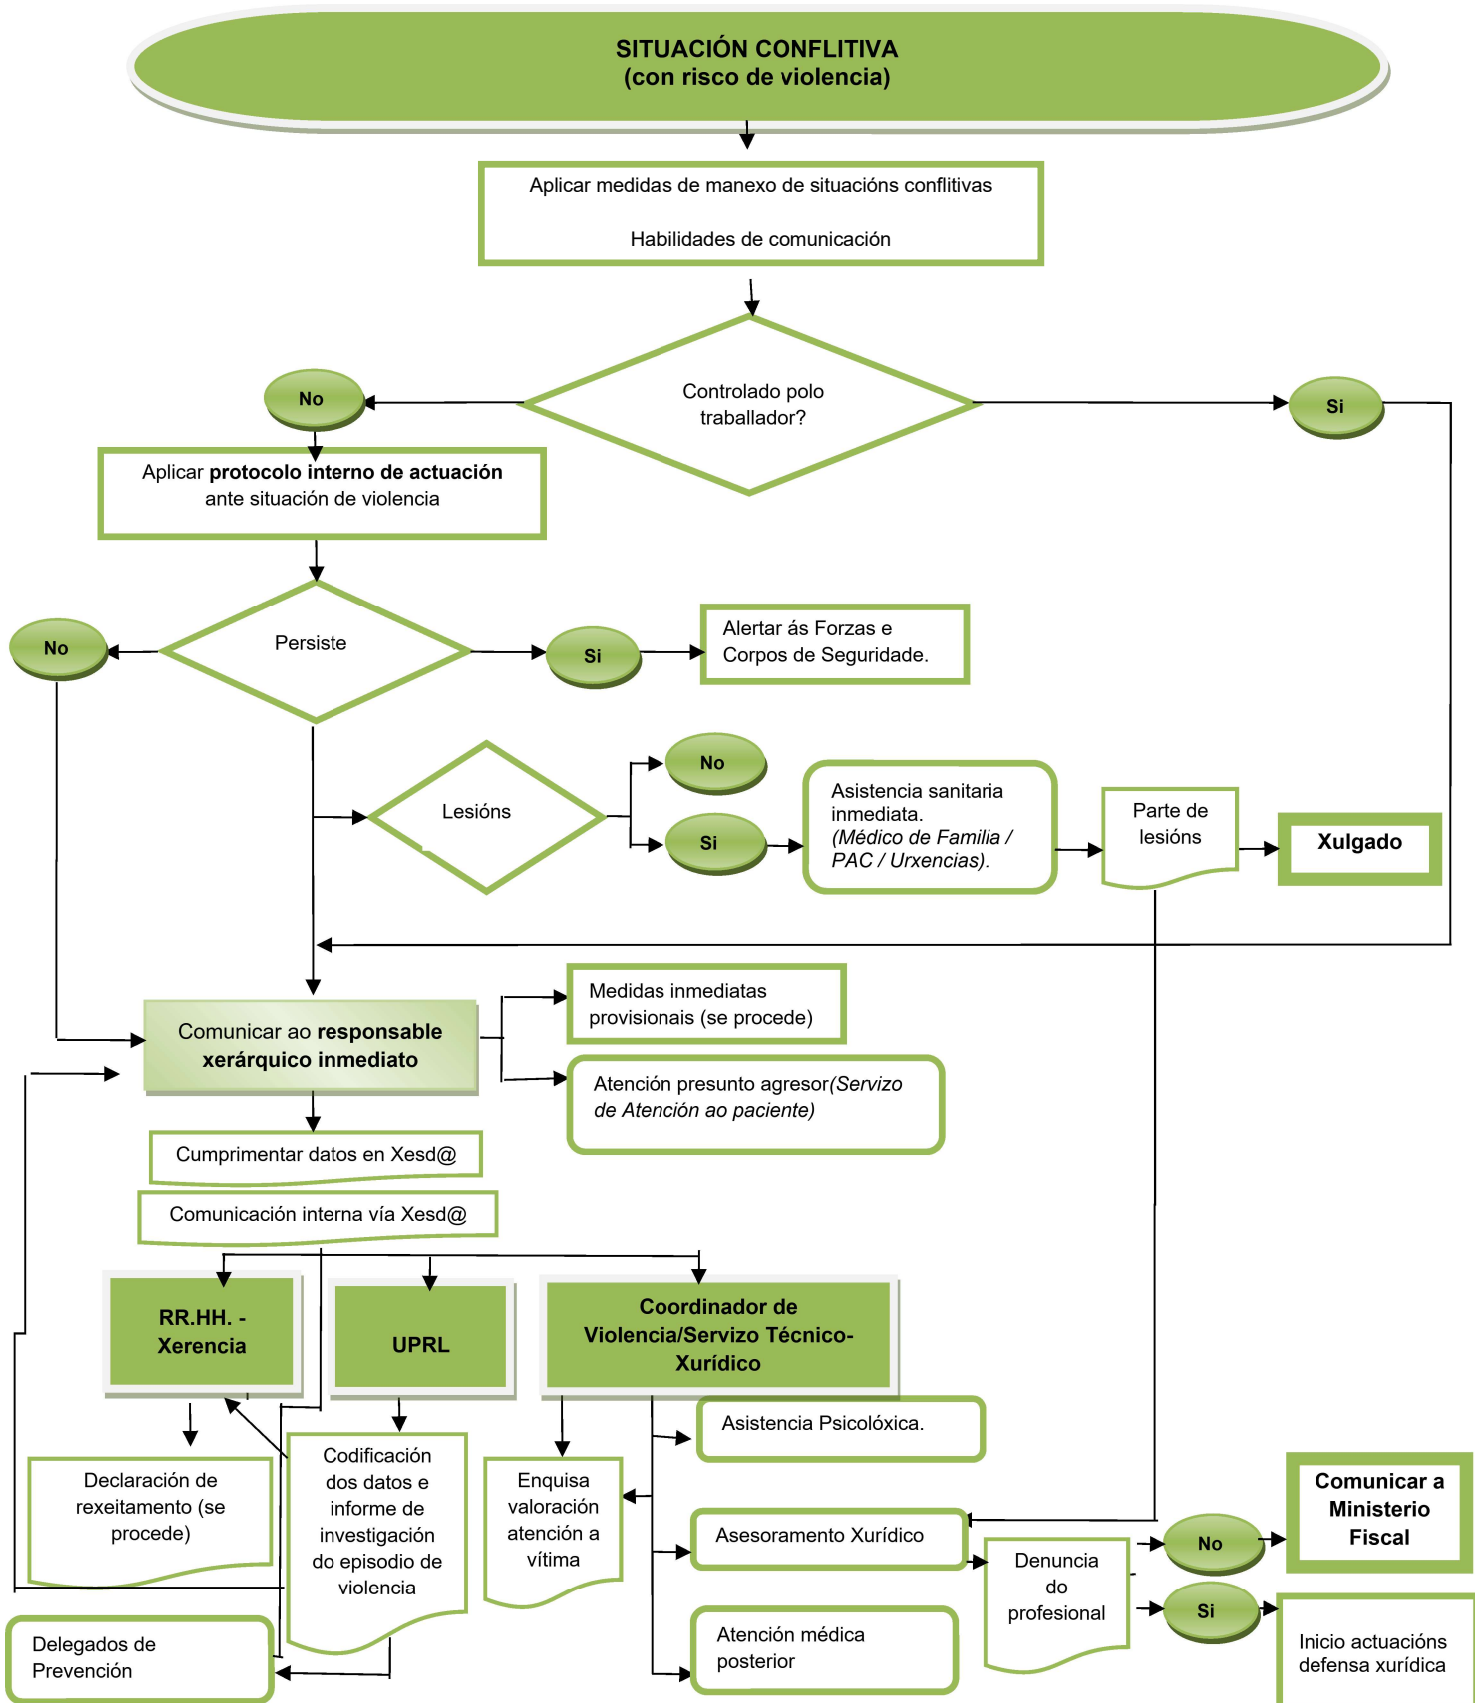 SITUACIÓN CONFLITIVA
(con risco de violencia)
Aplicar medidas de manexo de situacións conflitivas
Habilidades de comunicación
Controlado polo
traballador?
No
Si
Aplicar protocolo interno de actuación
ante situación de violencia
Persiste
No
Si
Alertar ás Forzas e
Corpos de Seguridade.
Lesións
No
Si
Asistencia sanitaria
inmediata.
(Médico de Familia /
PAC / Urxencias).
Parte de
lesións
Xulgado
Comunicar ao responsable
xerárquico inmediato
Medidas inmediatas
provisionais (se procede)
Atención presunto agresor(Servizo
de Atención ao paciente)
Cumprimentar datos en Xesd@
Comunicación interna vía Xesd@
RR.HH. -
Xerencia
UPRL
Coordinador de
Violencia/Servizo Técnico-
Xurídico
Declaración de
rexeitamento (se
procede)
Codificación
dos datos e
informe de
investigación
do episodio de
violencia
Enquisa
valoración
atención a
vítima
Asistencia Psicolóxica.
Asesoramento Xurídico
Atención médica
posterior
Denuncia
do
profesional
No
Si
Comunicar a
Ministerio
Fiscal
Inicio actuacións
defensa xurídica
Delegados de
Prevención